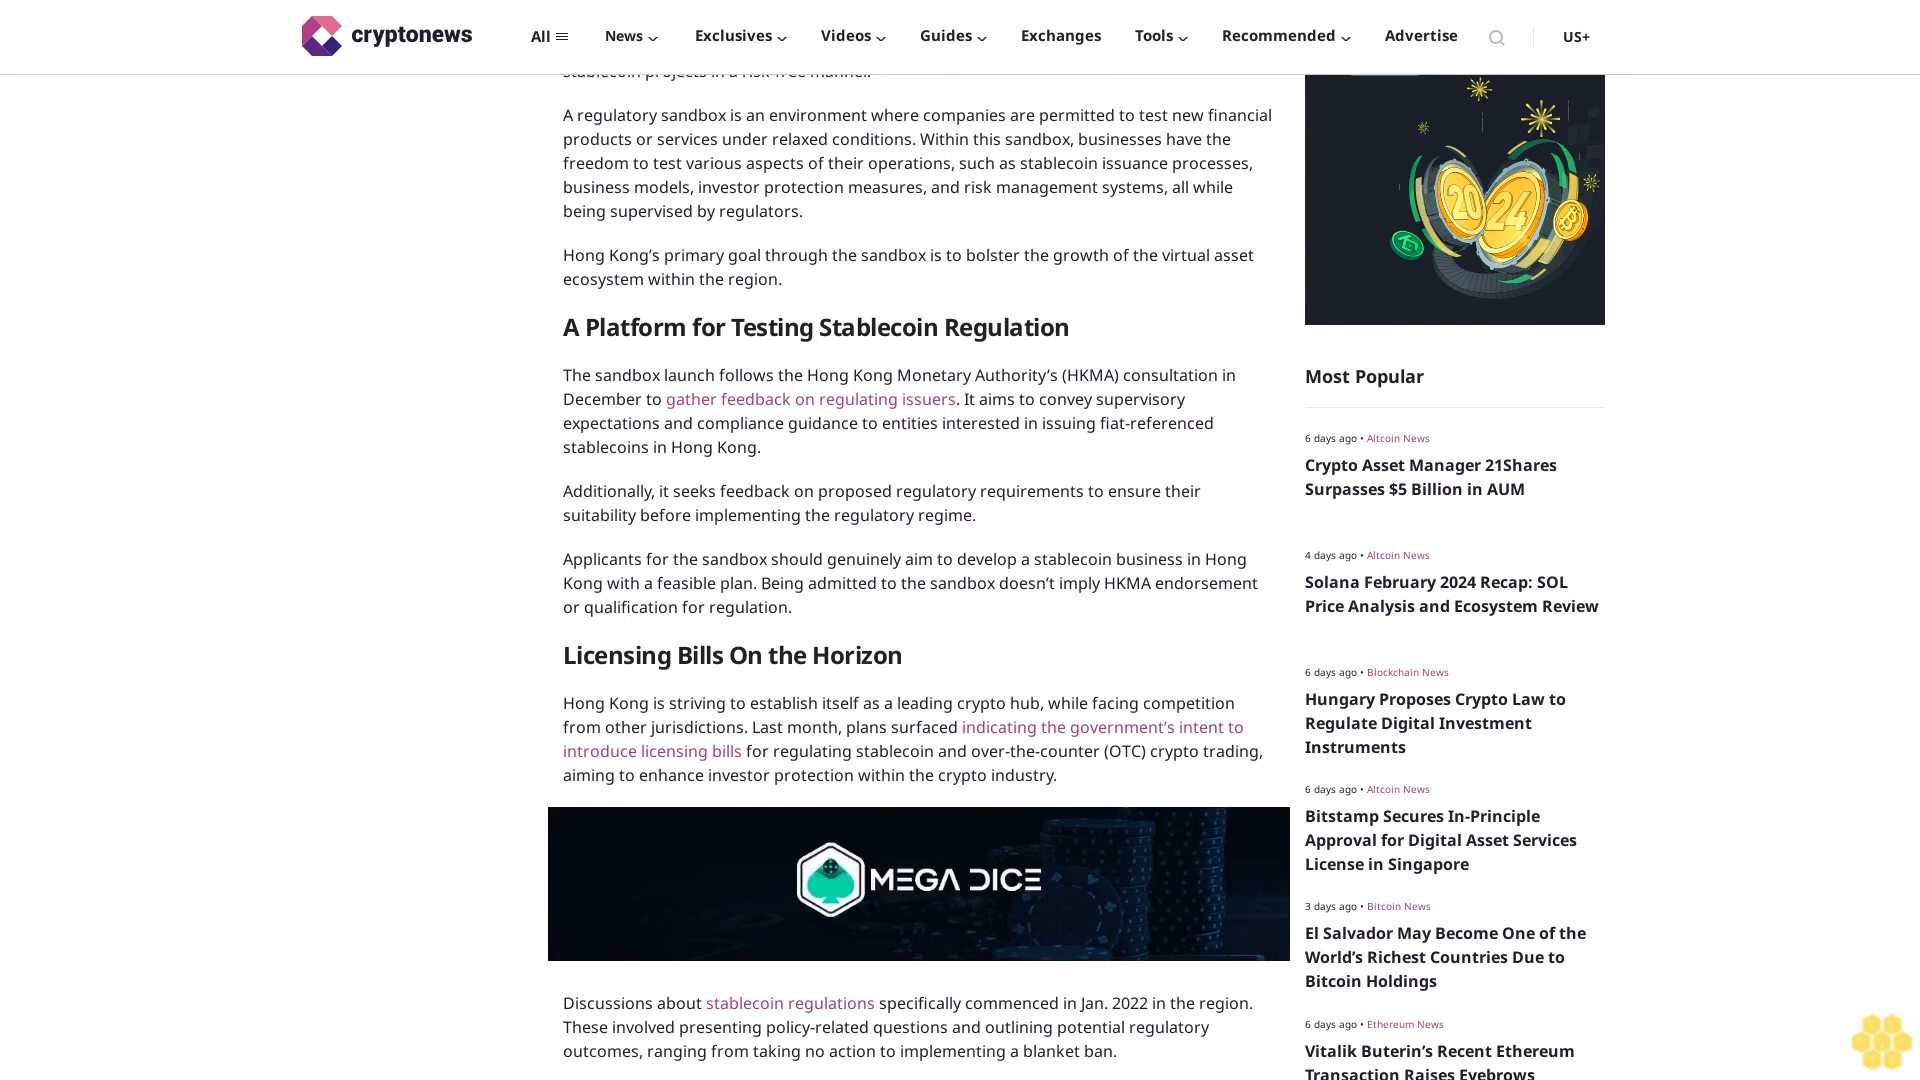 cryptonews
All
News
Exclusives
Videos
Guides
Exchanges
Tools
Recommended
Advertise
US+
stablecoin projects in a risk-free manner.
A regulatory sandbox is an environment where companies are permitted to test new financial
products or services under relaxed conditions. Within this sandbox, businesses have the
freedom to test various aspects of their operations, such as stablecoin issuance processes,
business models, investor protection measures, and risk management systems, all while
being supervised by regulators.
Hong Kong’s primary goal through the sandbox is to bolster the growth of the virtual asset
ecosystem within the region.
A Platform for Testing Stablecoin Regulation
The sandbox launch follows the Hong Kong Monetary Authority’s (HKMA) consultation in
December to gather feedback on regulating issuers. It aims to convey supervisory
expectations and compliance guidance to entities interested in issuing fiat-referenced
stablecoins in Hong Kong.
Additionally, it seeks feedback on proposed regulatory requirements to ensure their
suitability before implementing the regulatory regime.
Applicants for the sandbox should genuinely aim to develop a stablecoin business in Hong
Kong with a feasible plan. Being admitted to the sandbox doesn’t imply HKMA endorsement
or qualification for regulation.
Licensing Bills On the Horizon
Hong Kong is striving to establish itself as a leading crypto hub, while facing competition
from other jurisdictions. Last month, plans surfaced indicating the government’s intent to
introduce licensing bills for regulating stablecoin and over-the-counter (OTC) crypto trading,
aiming to enhance investor protection within the crypto industry.
MEGA DICE
Discussions about stablecoin regulations specifically commenced in Jan. 2022 in the region.
These involved presenting policy-related questions and outlining potential regulatory
outcomes, ranging from taking no action to implementing a blanket ban.
20 24
Most Popular
6 days ago • Altcoin News
Crypto Asset Manager 21Shares
Surpasses $5 Billion in AUM
4 days ago • Altcoin News
Solana February 2024 Recap: SOL
Price Analysis and Ecosystem Review
6 days ago • Blockchain News
Hungary Proposes Crypto Law to
Regulate Digital Investment
Instruments
6 days ago • Altcoin News
Bitstamp Secures In-Principle
Approval for Digital Asset Services
License in Singapore
3 days ago • Bitcoin News
El Salvador May Become One of the
World’s Richest Countries Due to
Bitcoin Holdings
6 days ago • Ethereum News
Vitalik Buterin’s Recent Ethereum
Transaction Raises Eyebrows